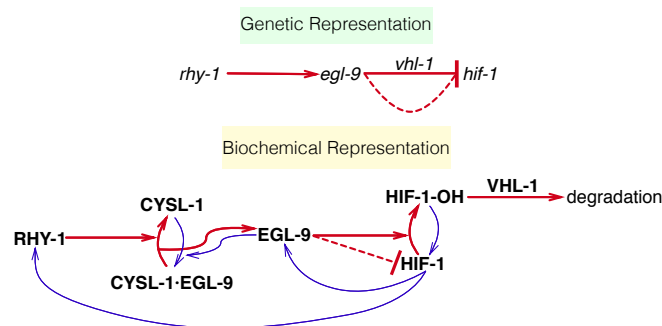 Genetic Representation
vhl-1
rhy-1 egl-9 hif-1
Biochemical Representation
CYSL-1 HIF-1-OH VHL-1 degradation
RHY-1 EGL-9
CYSL-1·EGL-9 HIF-1